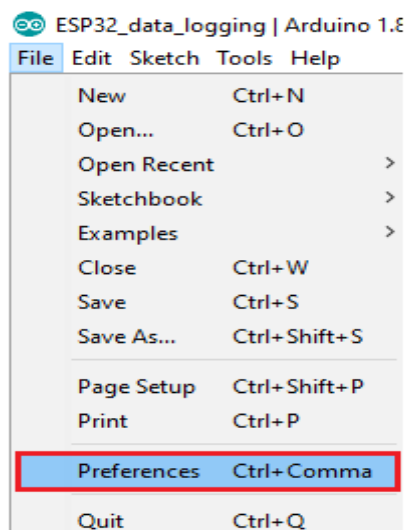 ESP32_data_logging | Arduino 1.8
File Edit Sketch Tools Help
New Ctrl+N
Open... Ctrl+O
Open Recent >
Sketchbook >
Examples >
Close Ctrl+W
Save Ctrl+S
Save As... Ctrl+Shift+S
Page Setup Ctrl+Shift+P
Print Ctrl+P
Preferences Ctrl+Comma
Quit Ctrl+Q